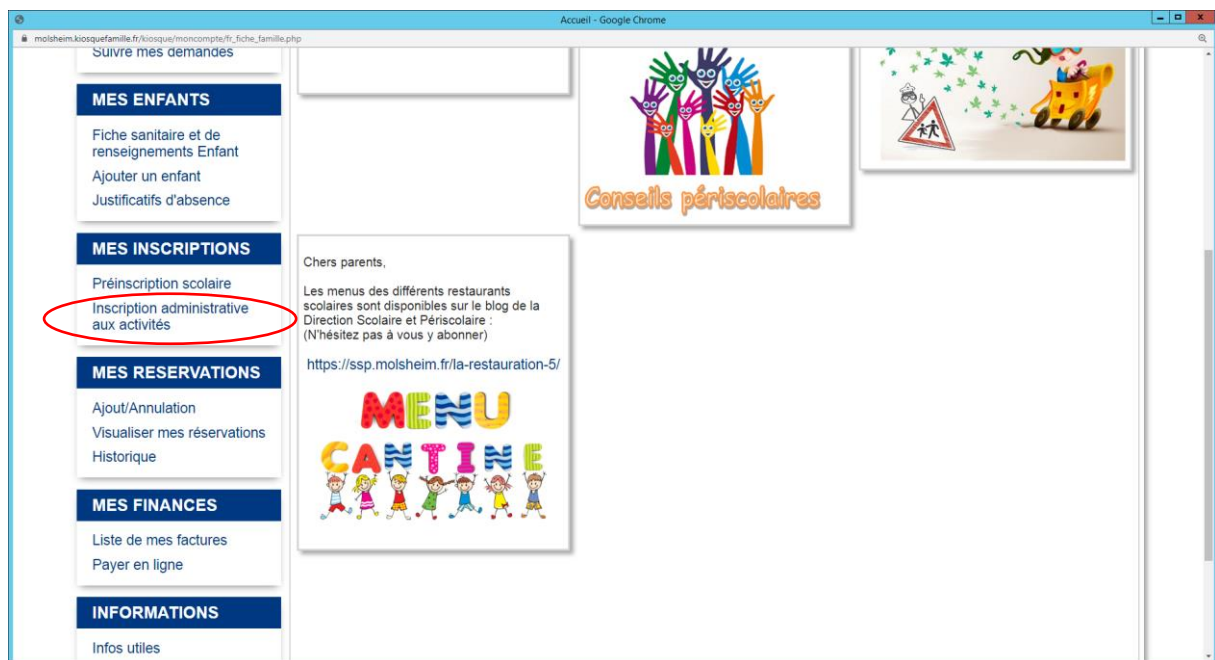 Accueil - Google Chrome
molsheim.kiosquefamille.fr/kiosque/moncompte/fr_fiche_famille.php
Suivre mes demandes
MES ENFANTS
Fiche sanitaire et de
renseignements Enfant
Ajouter un enfant
Justificatifs d'absence
MES INSCRIPTIONS
Préinscription scolaire
Inscription administrative
aux activités
MES RESERVATIONS
Ajout/Annulation
Visualiser mes réservations
Historique
MES FINANCES
Liste de mes factures
Payer en ligne
INFORMATIONS
Infos utiles
Chers parents,
Les menus des différents restaurants
scolaires sont disponibles sur le blog de la
Direction Scolaire et Périscolaire :
(N'hésitez pas à vous y abonner)
https://ssp.molsheim.fr/la-restauration-5/
MENU
CANTINE
Conseils périscolaires